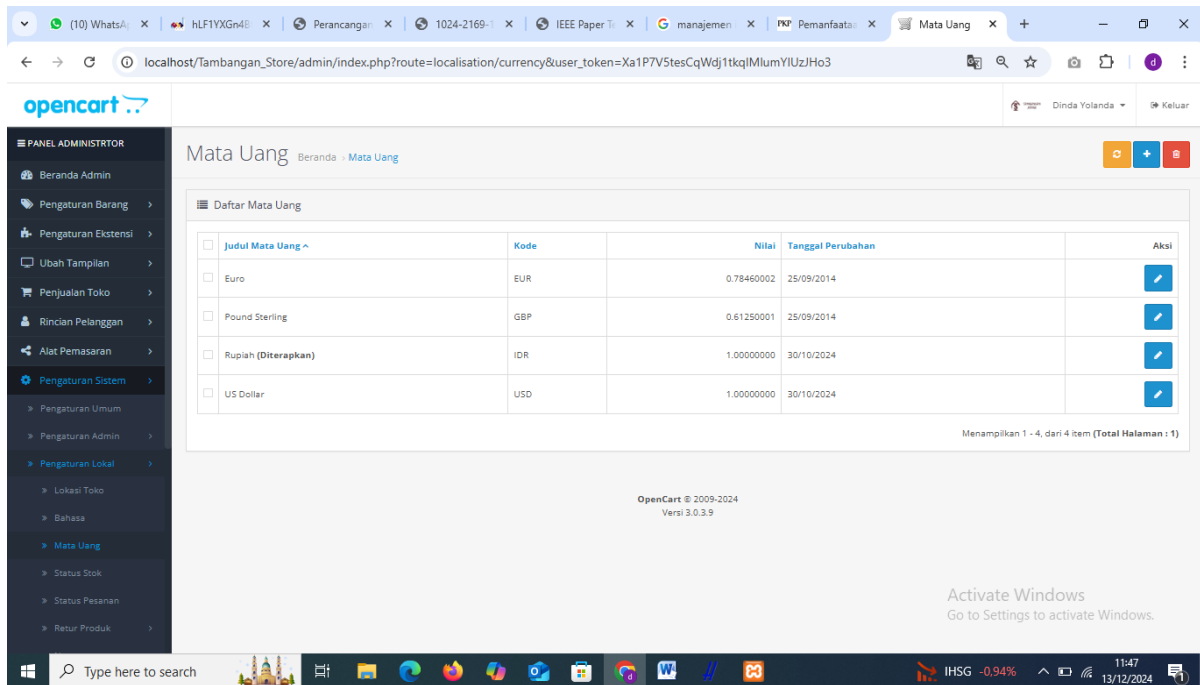 (10) WhatsAp
hLF1YXGn4B
Perancangan
1024-2169-1
IEEE Paper Te
manajemen
PKP Pemanfaataa
Mata Uang
localhost/Tambangan_Store/admin/index.php?route=localisation/currency&user_token=Xa1P7V5tesCqWdj1tkqIMlumYlUzJHo3
d
opencart
Dinda Yolanda
Keluar
PANEL ADMINISTRTOR
Beranda Admin
Pengaturan Barang
Pengaturan Ekstensi
Ubah Tampilan
Penjualan Toko
Rincian Pelanggan
Alat Pemasaran
Pengaturan Sistem
» Pengaturan Umum
» Pengaturan Admin
» Pengaturan Lokal
» Lokasi Toko
» Bahasa
» Mata Uang
» Status Stok
» Status Pesanan
» Retur Produk
Mata Uang Beranda › Mata Uang
Daftar Mata Uang
Judul Mata Uang Kode Nilai Tanggal Perubahan Aksi
Euro EUR 0.78460002 25/09/2014
Pound Sterling GBP 0.61250001 25/09/2014
Rupiah (Diterapkan) IDR 1.00000000 30/10/2024
US Dollar USD 1.00000000 30/10/2024
Menampilkan 1 - 4, dari 4 item (Total Halaman : 1)
OpenCart © 2009-2024
Versi 3.0.3.9
Activate Windows
Go to Settings to activate Windows.
Type here to search
IHSG -0,94%
11:47
13/12/2024